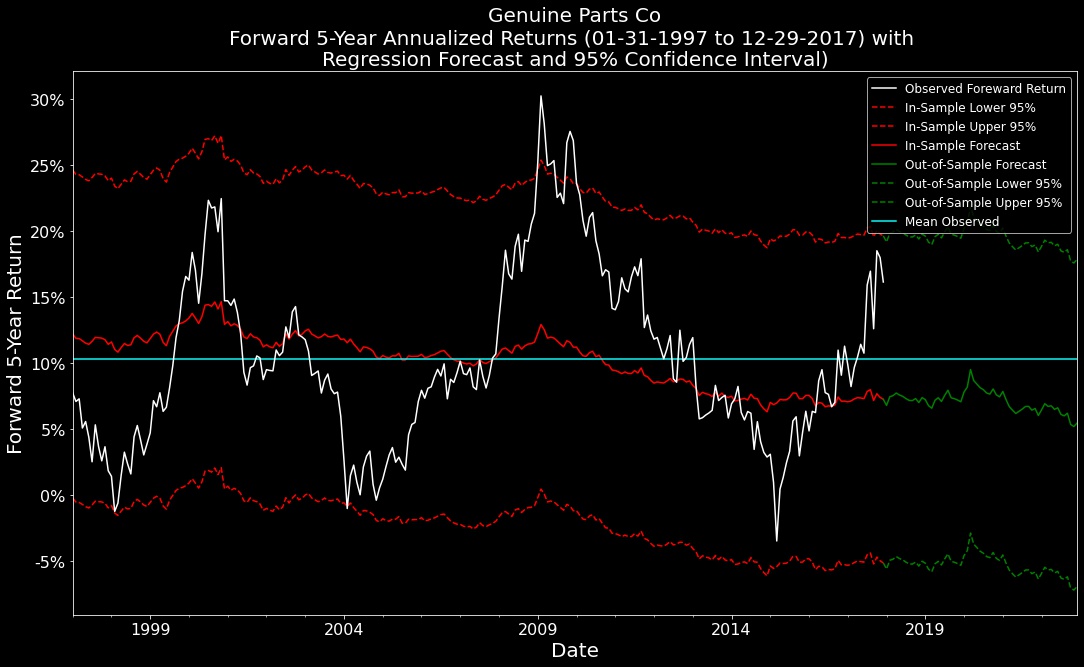 Genuine Parts Co
Forward 5-Year Annualized Returns (01-31-1997 to 12-29-2017) with
Regression Forecast and 95% Confidence Interval)
Observed Foreward Return
In-Sample Lower 95%
In-Sample Upper 95%
In-Sample Forecast
Out-of-Sample Forecast
Out-of-Sample Lower 95%
Out-of-Sample Upper 95%
Mean Observed
Forward 5-Year Return
30%
25%
20%
15%
10%
5%
0%
-5%
1999
2004
2009
2014
2019
Date